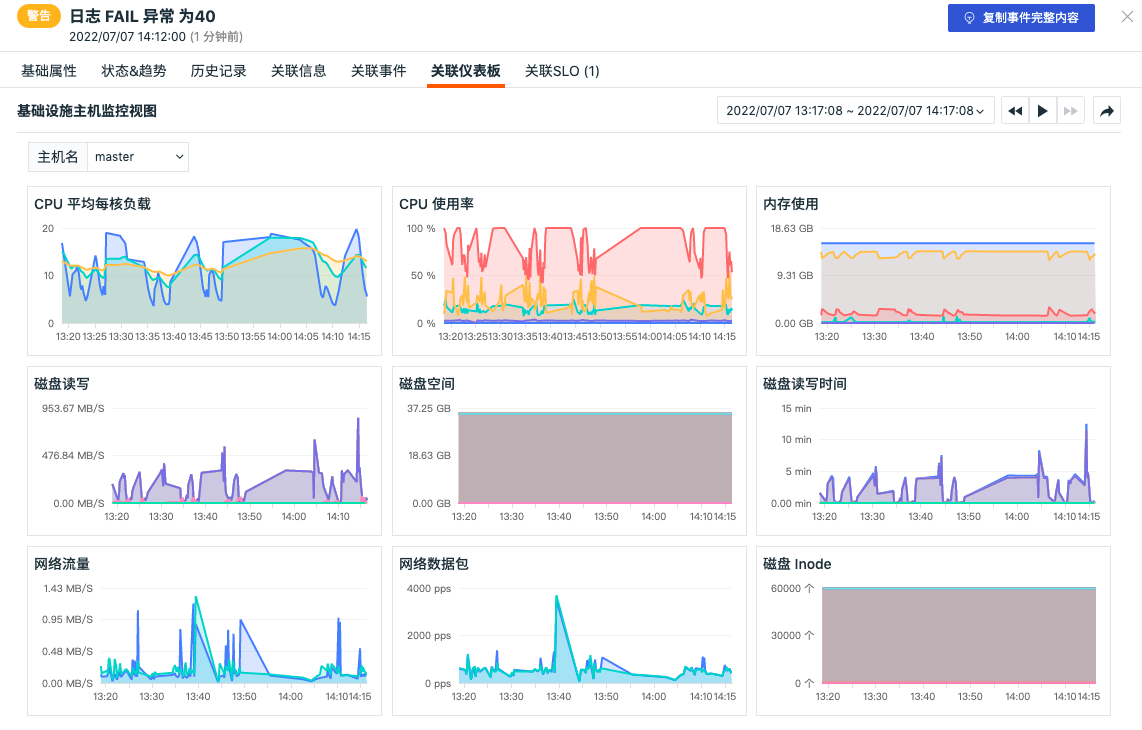 警告 日志 FAIL 异常 为40 复制事件完整内容
2022/07/07 14:12:00 (1 分钟前)
基础属性 状态&趋势 历史记录 关联信息 关联事件 关联仪表板 关联SLO (1)
基础设施主机监控视图 2022/07/07 13:17:08 ~ 2022/07/07 14:17:08
主机名 master
CPU 平均每核负载
20
10
0
13:20 13:25 13:30 13:35 13:40 13:45 13:50 13:55 14:00 14:05 14:10 14:15
CPU 使用率
100 %
50 %
0 %
13:20 13:25 13:30 13:35 13:40 13:45 13:50 13:55 14:00 14:05 14:10 14:15
内存使用
18.63 GB
9.31 GB
0.00 GB
13:20 13:30 13:40 13:50 14:00 14:10 14:15
磁盘读写
953.67 MB/S
476.84 MB/S
0.00 MB/S
13:20 13:30 13:40 13:50 14:00 14:10
磁盘空间
37.25 GB
18.63 GB
0.00 GB
13:20 13:30 13:40 13:50 14:00 14:10 14:15
磁盘读写时间
15 min
10 min
5 min
0.00 min
13:20 13:30 13:40 13:50 14:00 14:10 14:15
网络流量
1.43 MB/S
0.95 MB/S
0.48 MB/S
0.00 MB/S
13:20 13:30 13:40 13:50 14:00 14:10 14:15
网络数据包
4000 pps
2000 pps
0 pps
13:20 13:30 13:40 13:50 14:00 14:10 14:15
磁盘 Inode
60000 个
30000 个
0 个
13:20 13:30 13:40 13:50 14:00 14:10 14:15